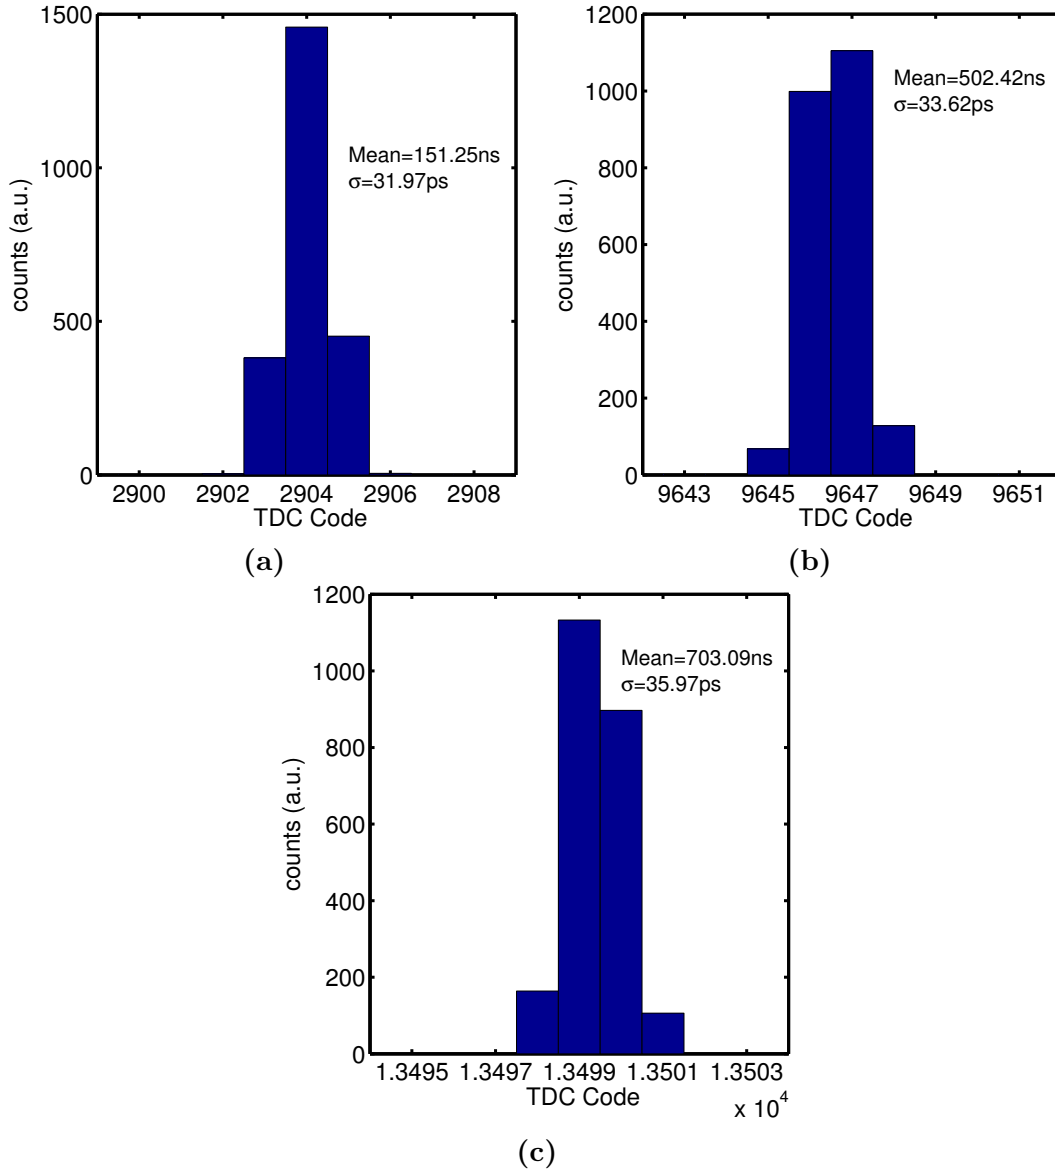 1500
1000
500
0
counts (a.u.)
Mean=151.25ns
σ=31.97ps
2900 2902 2904 2906 2908
TDC Code
(a)
1200
1000
800
600
400
200
0
counts (a.u.)
Mean=502.42ns
σ=33.62ps
9643 9645 9647 9649 9651
TDC Code
(b)
1200
1000
800
600
400
200
0
counts (a.u.)
Mean=703.09ns
σ=35.97ps
1.3495 1.3497 1.3499 1.3501 1.3503
TDC Code
x 10⁴
(c)